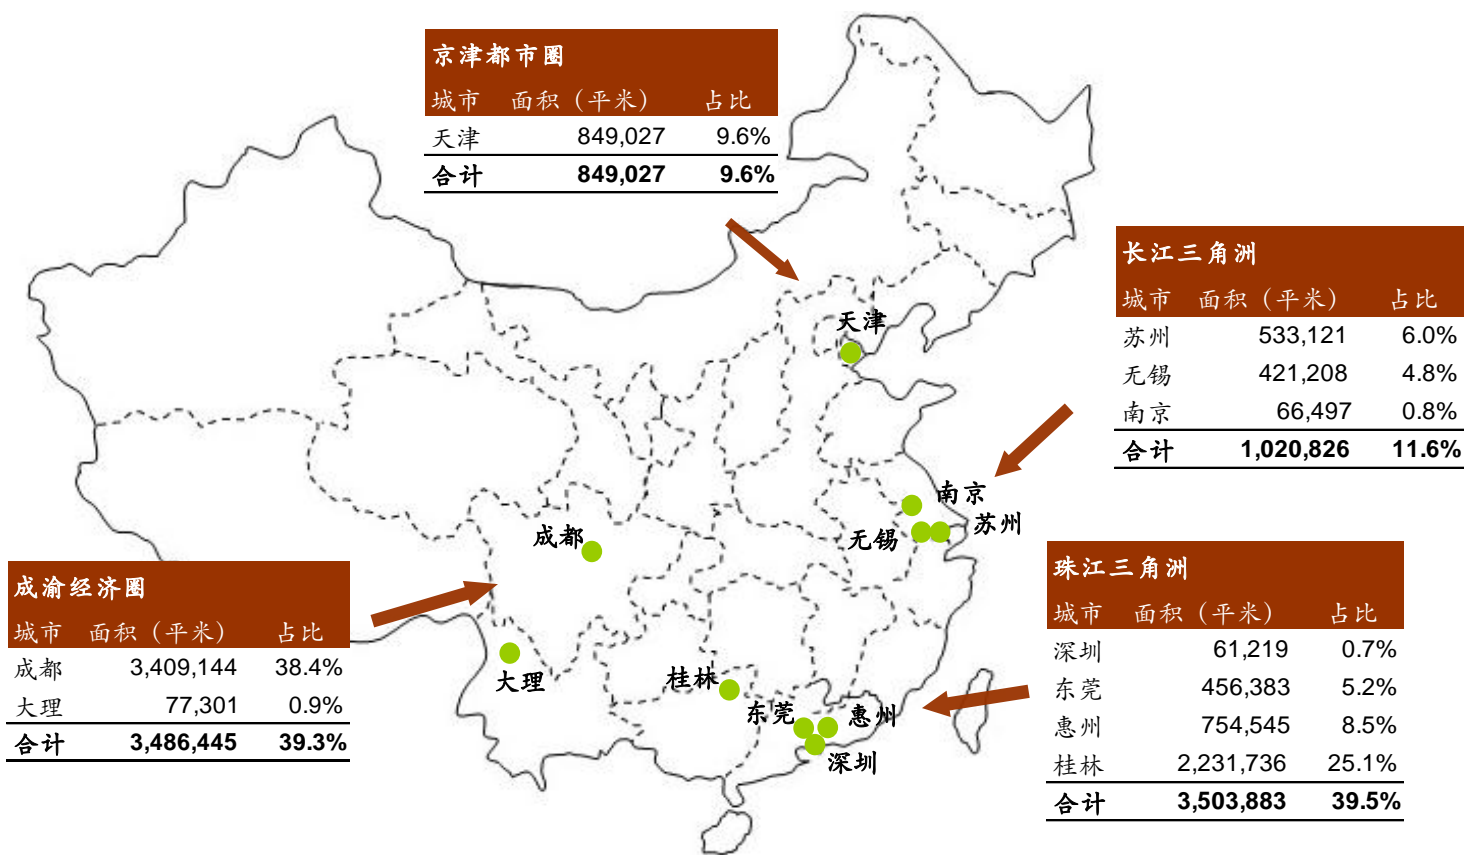 京津都市圈
城市 面积（平米） 占比
天津 849,027 9.6%
合计 849,027 9.6%
长江三角洲
城市 面积（平米） 占比
苏州 533,121 6.0%
无锡 421,208 4.8%
南京 66,497 0.8%
合计 1,020,826 11.6%
天津
南京
苏州
无锡
成都
大理
桂林
东莞
惠州
深圳
成渝经济圈
城市 面积（平米） 占比
成都 3,409,144 38.4%
大理 77,301 0.9%
合计 3,486,445 39.3%
珠江三角洲
城市 面积（平米） 占比
深圳 61,219 0.7%
东莞 456,383 5.2%
惠州 754,545 8.5%
桂林 2,231,736 25.1%
合计 3,503,883 39.5%